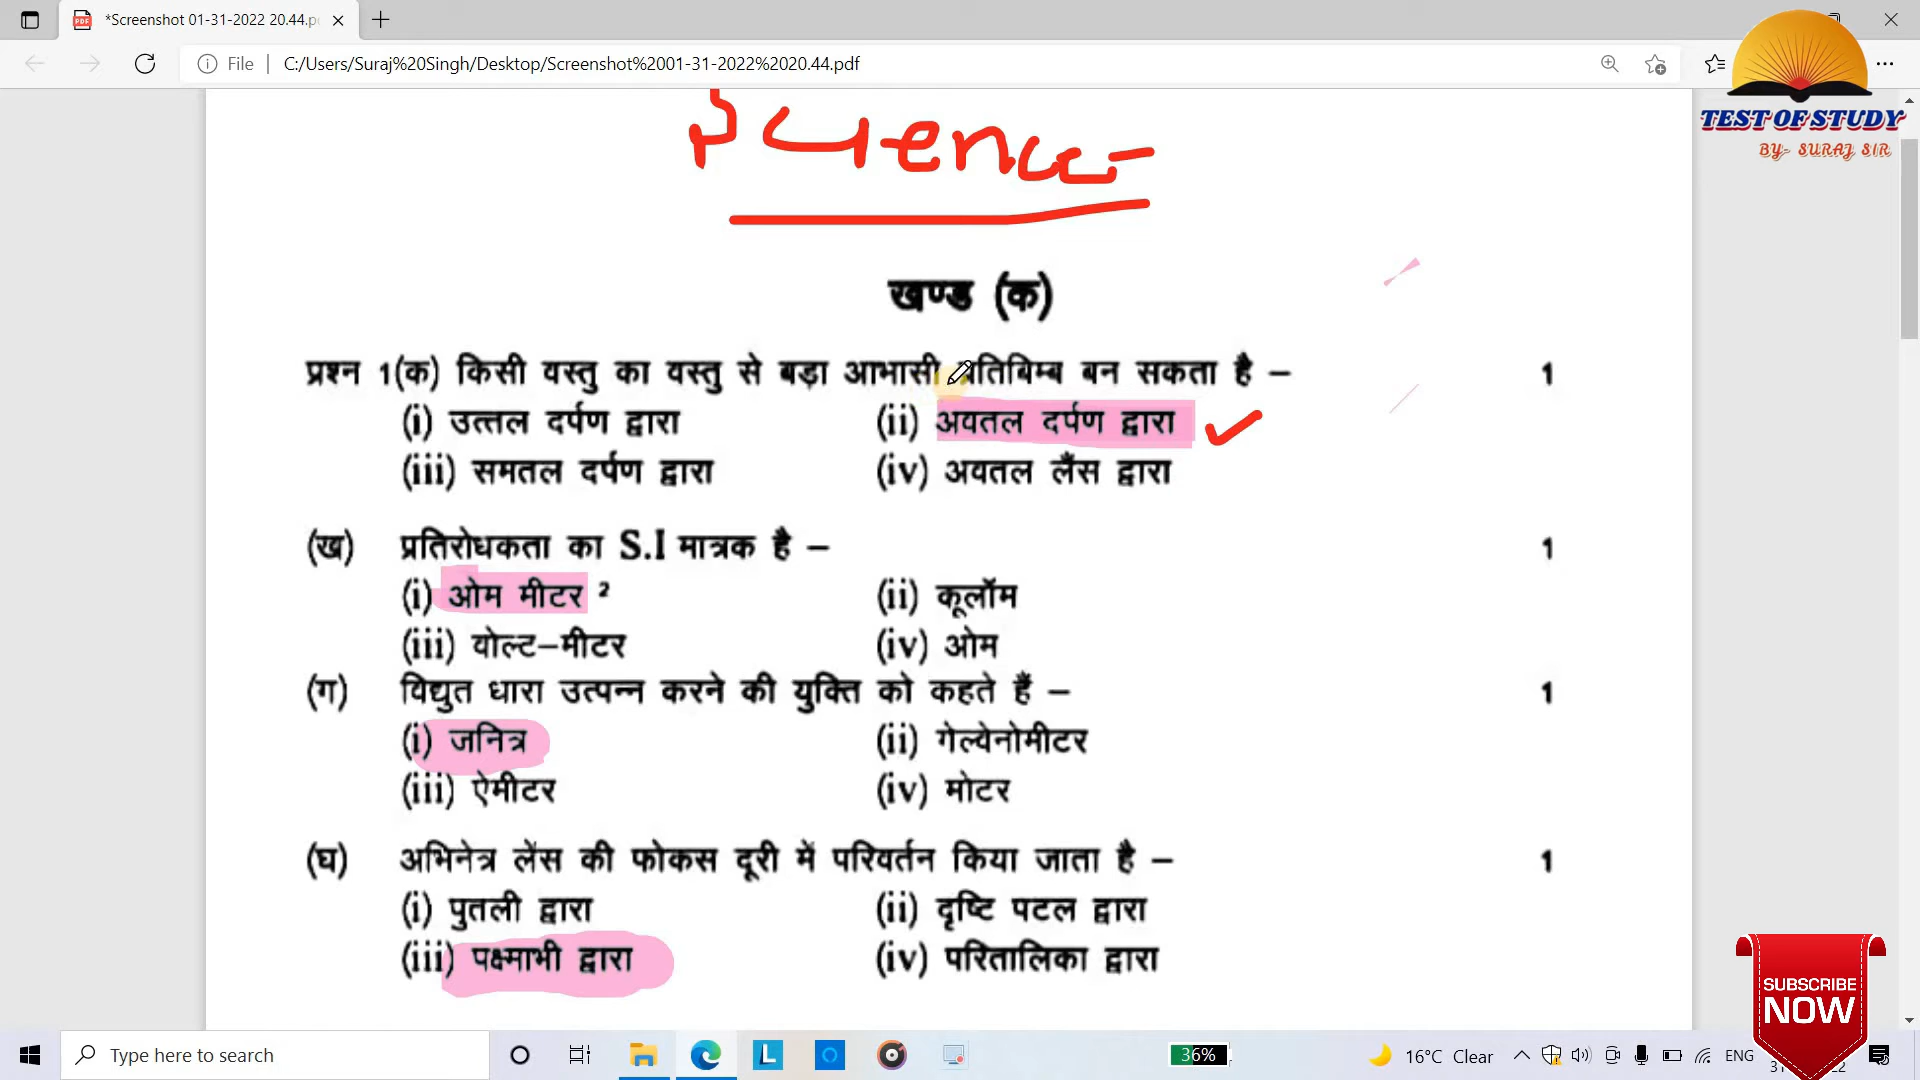 *Screenshot 01-31-2022 20.44.p
File
C:/Users/Suraj%20Singh/Desktop/Screenshot%2001-31-2022%2020.44.pdf
TEST OF STUDY
BY- SURAJ SIR
Science-
खण्ड (क)
प्रश्न 1(क) किसी वस्तु का वस्तु से बड़ा आभासी प्रतिबिम्ब बन सकता है – 1
(i) उत्तल दर्पण द्वारा (ii) अवतल दर्पण द्वारा
(iii) समतल दर्पण द्वारा (iv) अवतल लैंस द्वारा
(ख) प्रतिरोधकता का S.I मात्रक है – 1
(i) ओम मीटर ² (ii) कूलॉम
(iii) वोल्ट–मीटर (iv) ओम
(ग) विद्युत धारा उत्पन्न करने की युक्ति को कहते हैं – 1
(i) जनित्र (ii) गेल्वेनोमीटर
(iii) ऐमीटर (iv) मोटर
(घ) अभिनेत्र लेंस की फोकस दूरी में परिवर्तन किया जाता है – 1
(i) पुतली द्वारा (ii) दृष्टि पटल द्वारा
(iii) पक्ष्माभी द्वारा (iv) परितालिका द्वारा
SUBSCRIBE
NOW
Type here to search
36%
16°C Clear
ENG